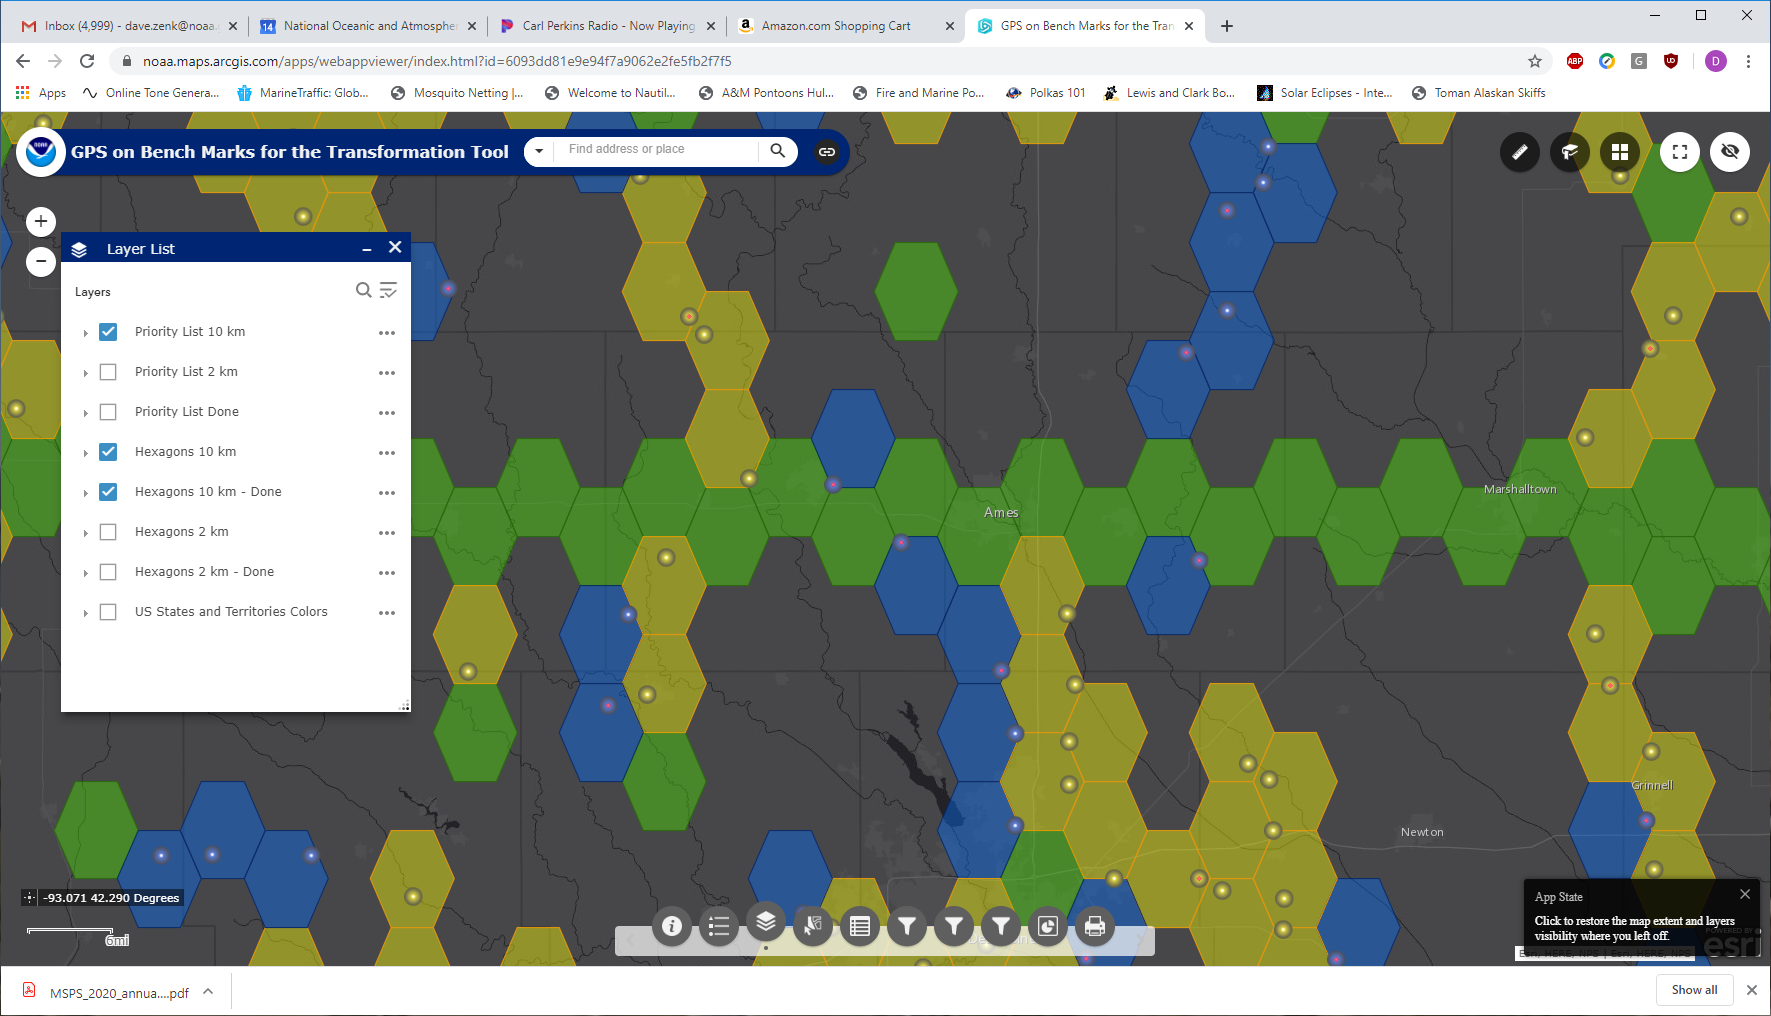 Inbox (4,999) - dave.zenk@noaa.
National Oceanic and Atmospher
Carl Perkins Radio - Now Playing
Amazon.com Shopping Cart
GPS on Bench Marks for the Tran
noaa.maps.arcgis.com/apps/webappviewer/index.html?id=6093dd81e9e94f7a9062e2fe5fb2f7f5
Apps
Online Tone Genera...
MarineTraffic: Glob...
Mosquito Netting |...
Welcome to Nautil...
A&M Pontoons Hul...
Fire and Marine Po...
Polkas 101
Lewis and Clark Bo...
Solar Eclipses - Inte...
Toman Alaskan Skiffs
GPS on Bench Marks for the Transformation Tool
Find address or place
Layer List
Layers
Priority List 10 km
Priority List 2 km
Priority List Done
Hexagons 10 km
Hexagons 10 km - Done
Hexagons 2 km
Hexagons 2 km - Done
US States and Territories Colors
Ames
Marshalltown
Grinnell
Newton
-93.071 42.290 Degrees
6mi
App State
Click to restore the map extent and layers
visibility where you left off.
POWERED BY
esri
MSPS_2020_annua....pdf
Show all